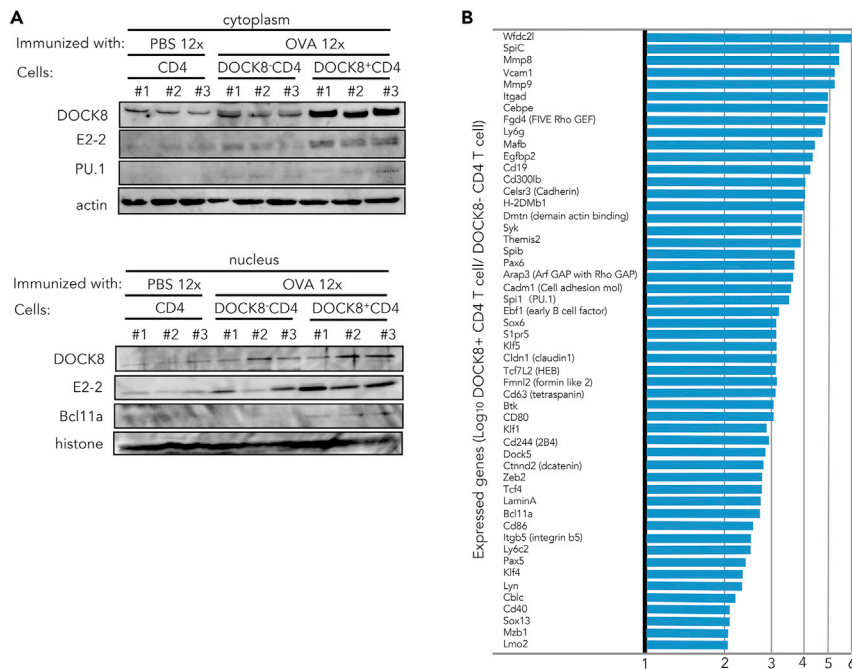 A
cytoplasm
Immunized with: PBS 12x OVA 12x
Cells: CD4 DOCK8-CD4 DOCK8+CD4
#1 #2 #3 #1 #2 #3 #1 #2 #3
DOCK8
E2-2
PU.1
actin
nucleus
Immunized with: PBS 12x OVA 12x
Cells: CD4 DOCK8-CD4 DOCK8+CD4
#1 #2 #3 #1 #2 #3 #1 #2 #3
DOCK8
E2-2
Bcl11a
histone
B
Expressed genes (Log10 DOCK8+ CD4 T cell/ DOCK8- CD4 T cell)
Wfdc2l
SpiC
Mmp8
Vcam1
Mmp9
Itgad
Cebpe
Fgd4 (FIVE Rho GEF)
Ly6g
Mafb
Egfbp2
Cd19
Cd300lb
Celsr3 (Cadherin)
H-2DMb1
Dmtn (demain actin binding)
Syk
Themis2
Spib
Pax6
Arap3 (Arf GAP with Rho GAP)
Cadm1 (Cell adhesion mol)
Spi1 (PU.1)
Ebf1 (early B cell factor)
Sox6
S1pr5
Klf5
Cldn1 (claudin1)
Tcf7L2 (HEB)
Fmnl2 (formin like 2)
Cd63 (tetraspanin)
Btk
CD80
Klf1
Cd244 (2B4)
Dock5
Ctnnd2 (dcatenin)
Zeb2
Tcf4
LaminA
Bcl11a
Cd86
Itgb5 (integrin b5)
Ly6c2
Pax5
Klf4
Lyn
Cblc
Cd40
Sox13
Mzb1
Lmo2
1 2 3 4 5 6